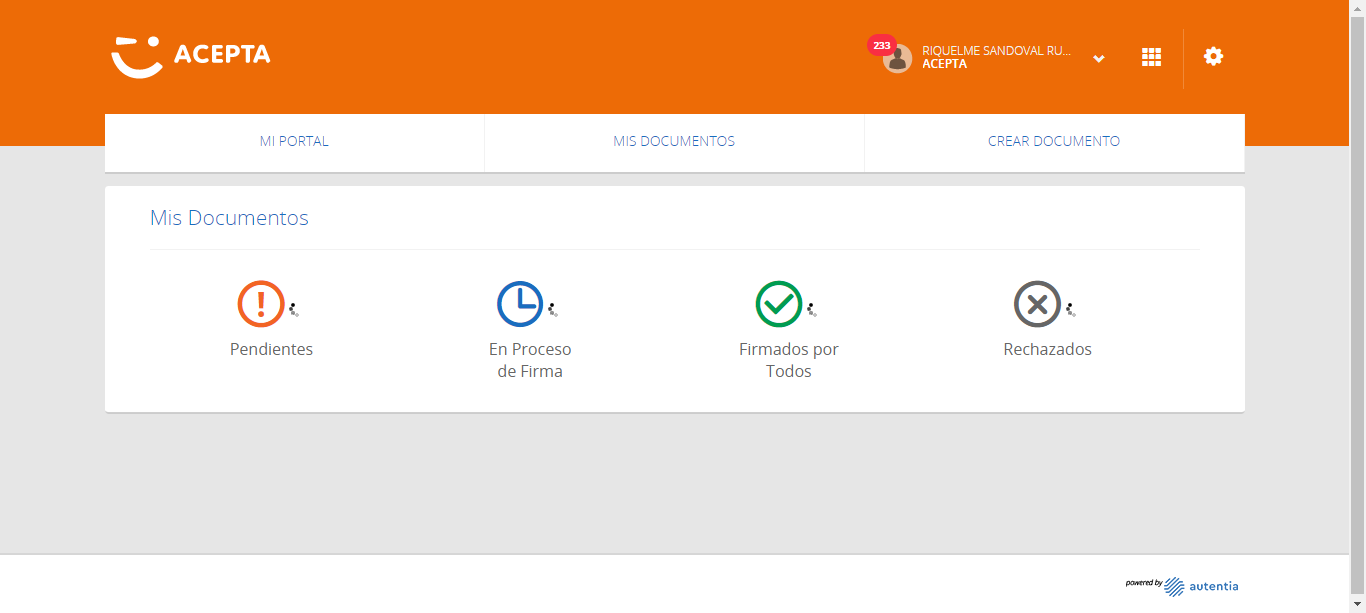 ACEPTA
233
RIQUELME SANDOVAL RU...
ACEPTA
MI PORTAL
MIS DOCUMENTOS
CREAR DOCUMENTO
Mis Documentos
Pendientes
En Proceso
de Firma
Firmados por
Todos
Rechazados
powered by
autentia